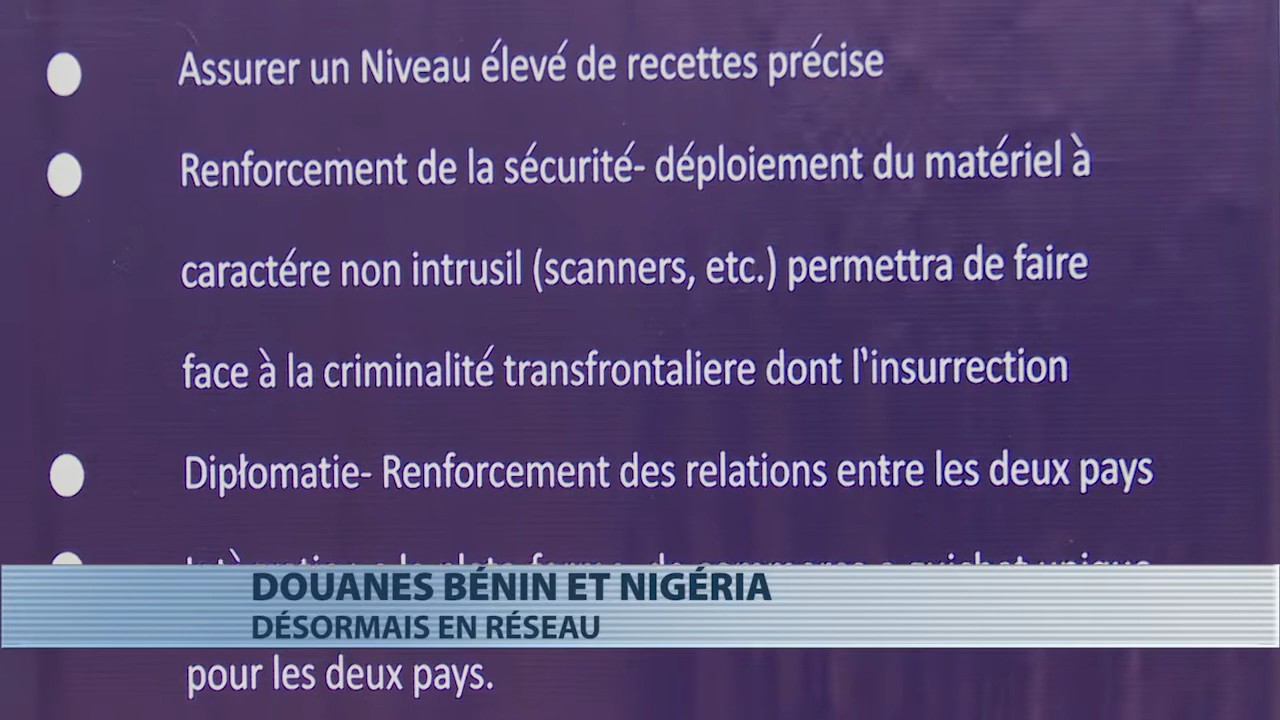 Assurer un Niveau élevé de recettes précise
Renforcement de la sécurité- déploiement du matériel à
caractére non intrusil (scanners, etc.) permettra de faire
face à la criminalité transfrontaliere dont l'insurrection
Dipłomatie- Renforcement des relations entre les deux pays
DOUANES BÉNIN ET NIGÉRIA
DÉSORMAIS EN RÉSEAU
pour les deux pays.